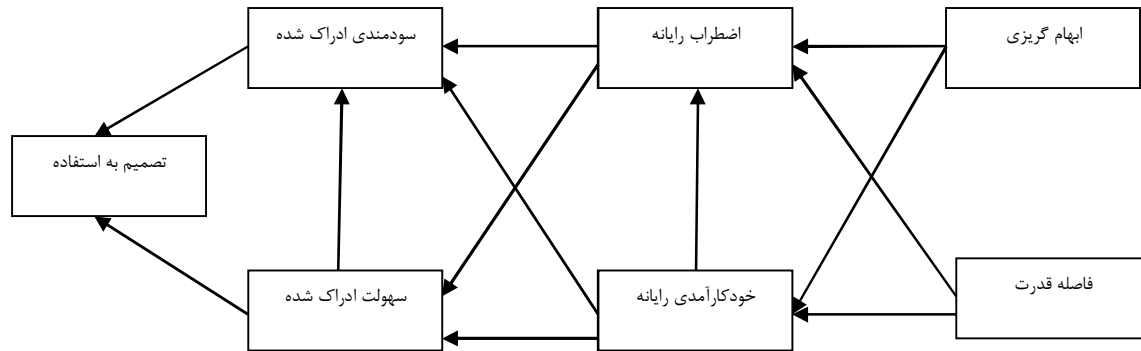 ابهام گریزی
اضطراب رایانه
سودمندی ادراک شده
تصمیم به استفاده
فاصله قدرت
خودکارآمدی رایانه
سهولت ادراک شده